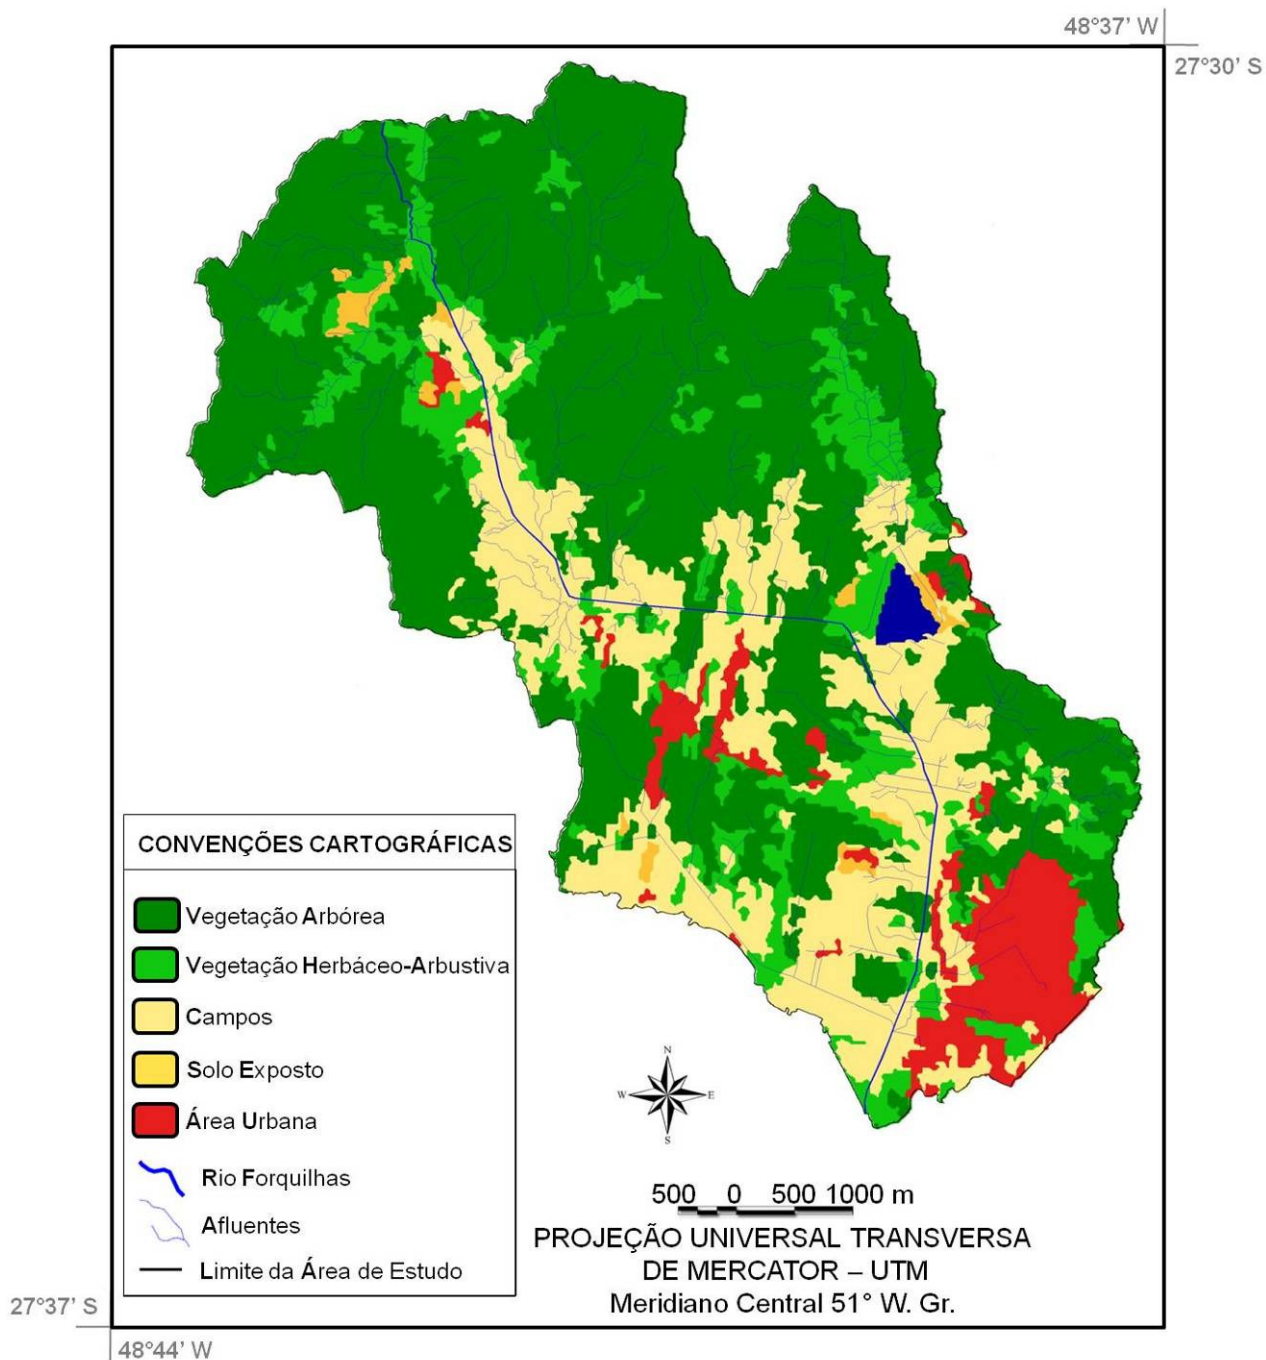 48°37' W
27°30' S
CONVENÇÕES CARTOGRÁFICAS
Vegetação Arbórea
Vegetação Herbáceo-Arbustiva
Campos
Solo Exposto
Área Urbana
Rio Forquilhas
Afluentes
Limite da Área de Estudo
N
W E
S
500 0 500 1000 m
PROJEÇÃO UNIVERSAL TRANSVERSA
DE MERCATOR – UTM
Meridiano Central 51° W. Gr.
27°37' S
48°44' W